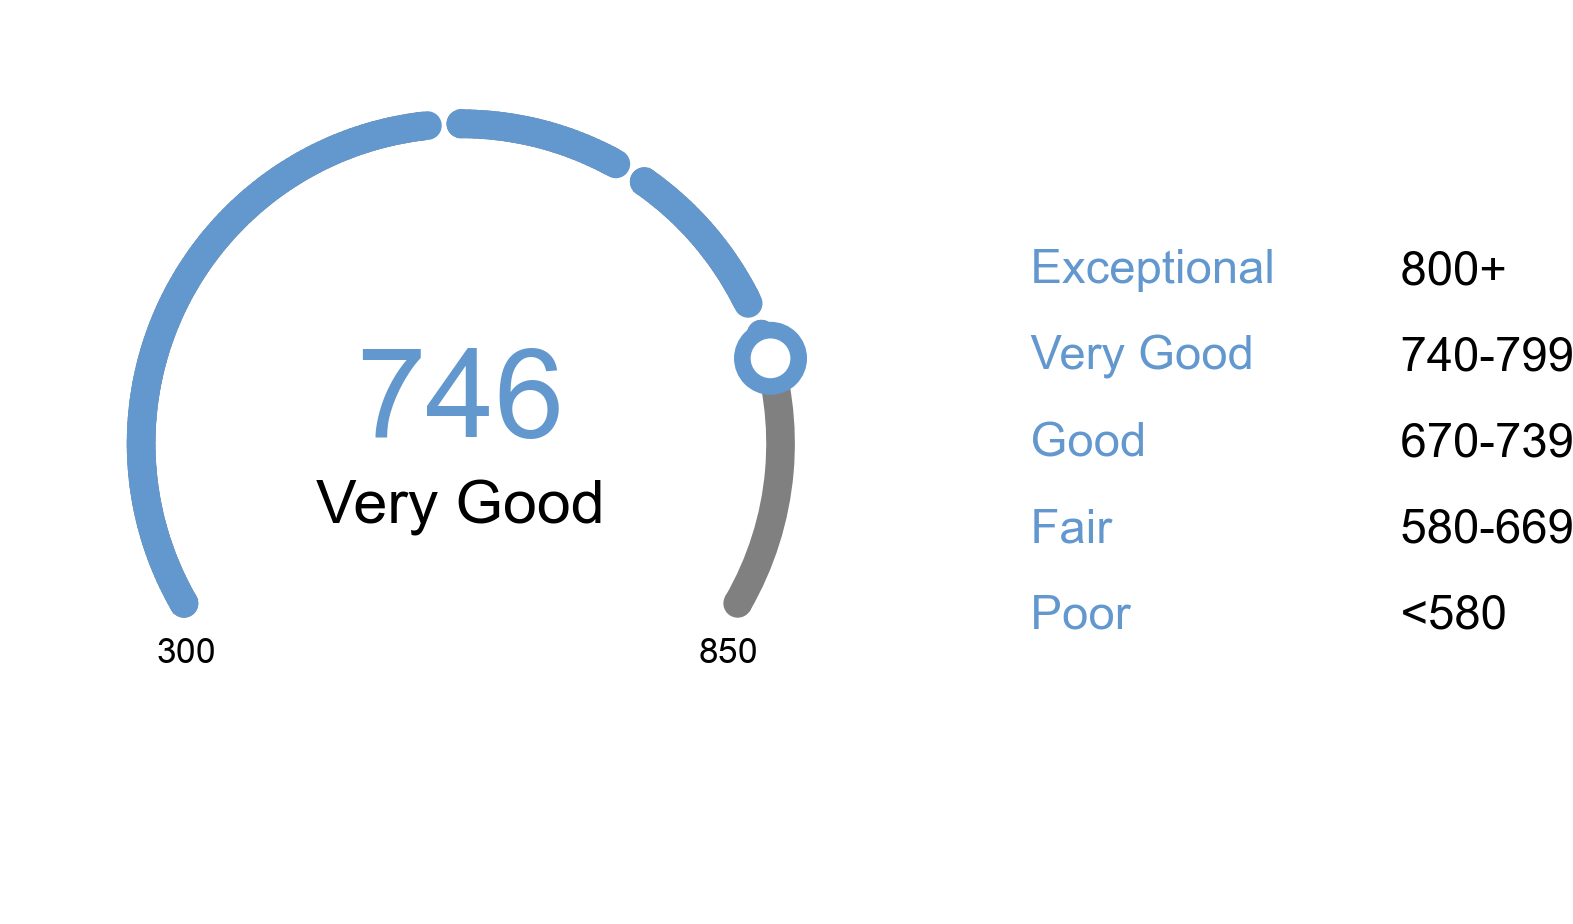 746
Very Good
300
850
Exceptional 800+
Very Good 740-799
Good 670-739
Fair 580-669
Poor <580